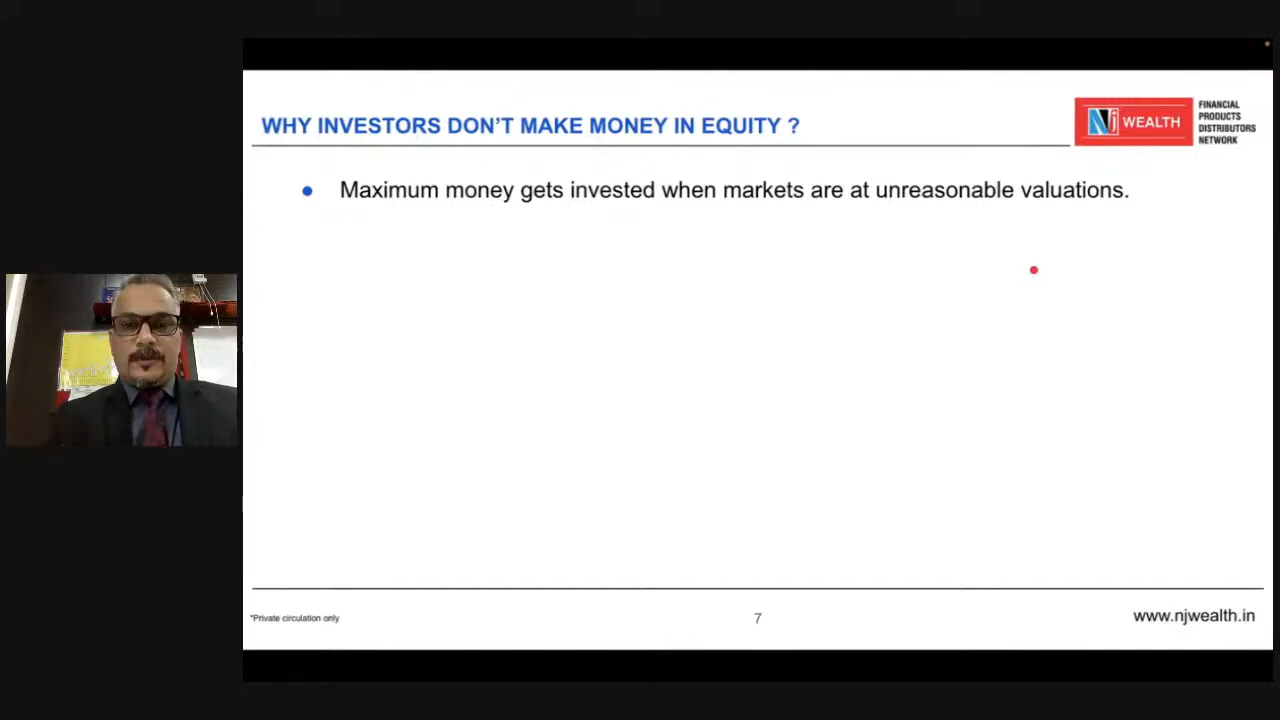 WHY INVESTORS DON'T MAKE MONEY IN EQUITY ?
NJ WEALTH
FINANCIAL
PRODUCTS
DISTRIBUTORS
NETWORK
● Maximum money gets invested when markets are at unreasonable valuations.
*Private circulation only
7
www.njwealth.in